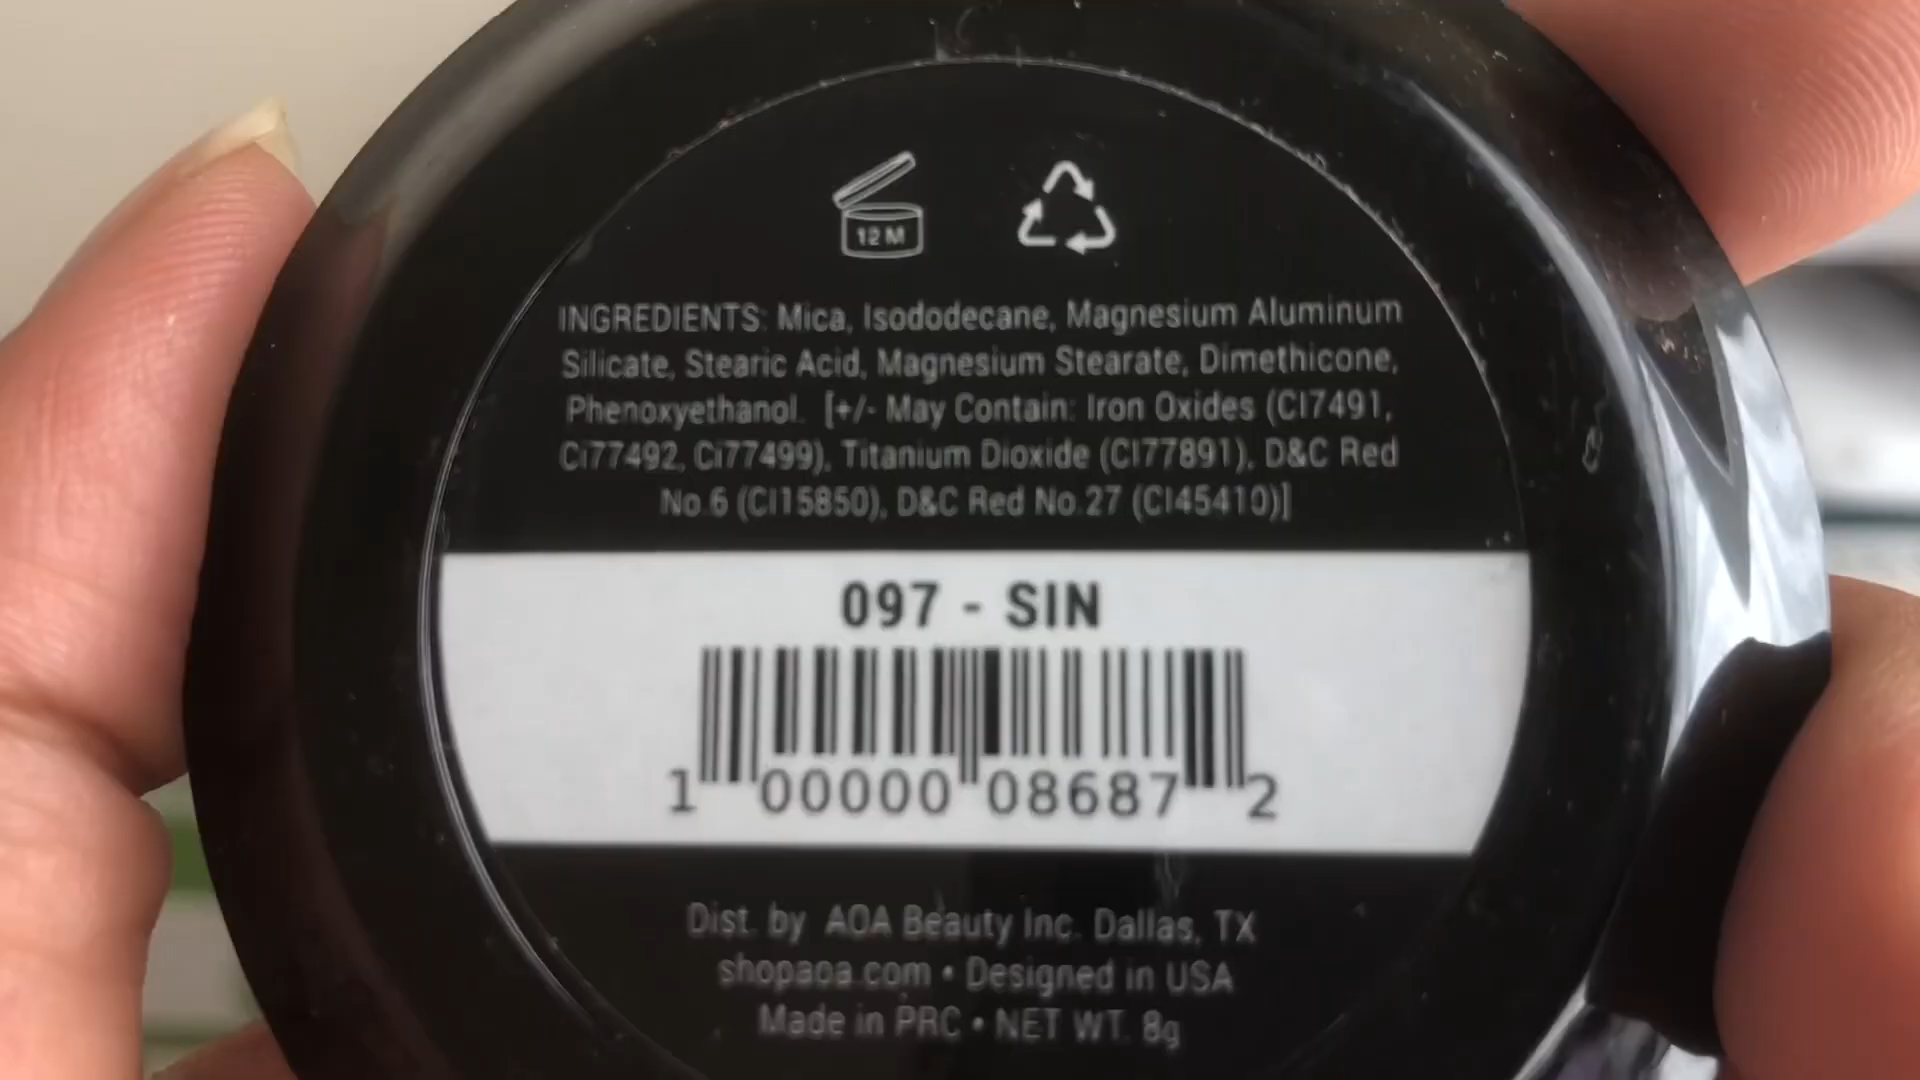 12 M
INGREDIENTS: Mica, Isododecane, Magnesium Aluminum
Silicate, Stearic Acid, Magnesium Stearate, Dimethicone,
Phenoxyethanol. [+/- May Contain: Iron Oxides (CI7491,
Ci77492, Ci77499), Titanium Dioxide (CI77891), D&C Red
No.6 (CI15850), D&C Red No.27 (CI45410)]
097 - SIN
1 00000 08687 2
Dist. by AOA Beauty Inc. Dallas, TX
shopaoa.com • Designed in USA
Made in PRC • NET WT. 8g